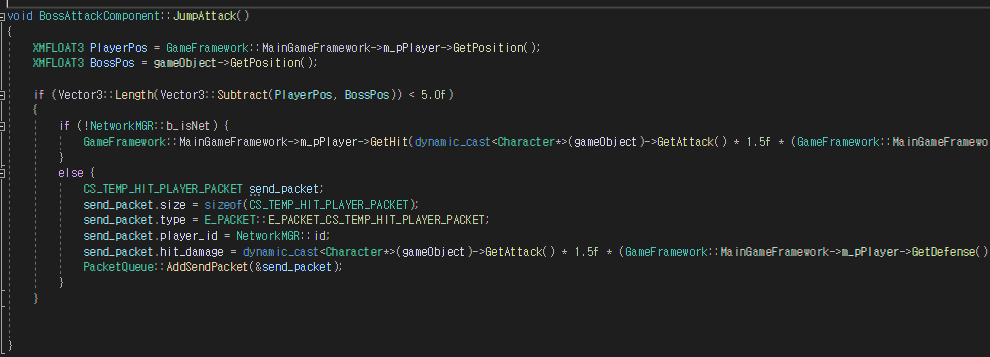 void BossAttackComponent::JumpAttack()
{
XMFLOAT3 PlayerPos = GameFramework::MainGameFramework->m_pPlayer->GetPosition();
XMFLOAT3 BossPos = gameObject->GetPosition();
if (Vector3::Length(Vector3::Subtract(PlayerPos, BossPos)) < 5.0f)
{
if (!NetworkMGR::b_isNet) {
GameFramework::MainGameFramework->m_pPlayer->GetHit(dynamic_cast<Character*>(gameObject)->GetAttack() * 1.5f * (GameFramework::MainGameFramewo
}
else {
CS_TEMP_HIT_PLAYER_PACKET send_packet;
send_packet.size = sizeof(CS_TEMP_HIT_PLAYER_PACKET);
send_packet.type = E_PACKET::E_PACKET_CS_TEMP_HIT_PLAYER_PACKET;
send_packet.player_id = NetworkMGR::id;
send_packet.hit_damage = dynamic_cast<Character*>(gameObject)->GetAttack() * 1.5f * (GameFramework::MainGameFramework->m_pPlayer->GetDefense()
PacketQueue::AddSendPacket(&send_packet);
}
}
}